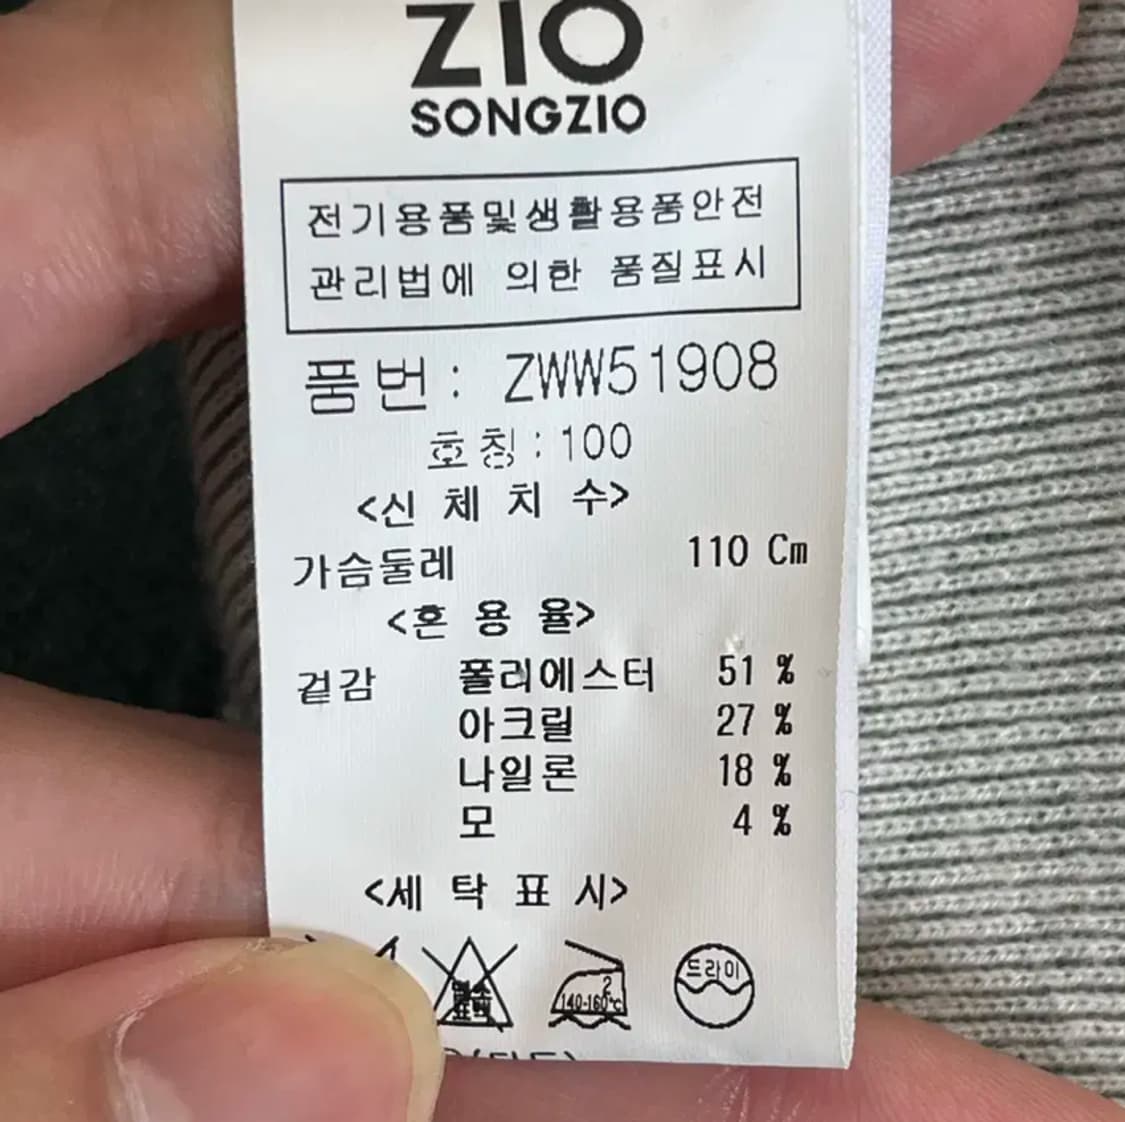 ZIO
SONGZIO
전기용품및생활용품안전
관리법에 의한 품질표시
품번: ZWW51908
호칭:100
<신 체 치 수>
가슴둘레 110 Cm
<혼 용 율>
겉감 폴리에스터 51 %
아크릴 27 %
나일론 18 %
모 4 %
<세 탁 표 시>
2
140-160℃
드라이